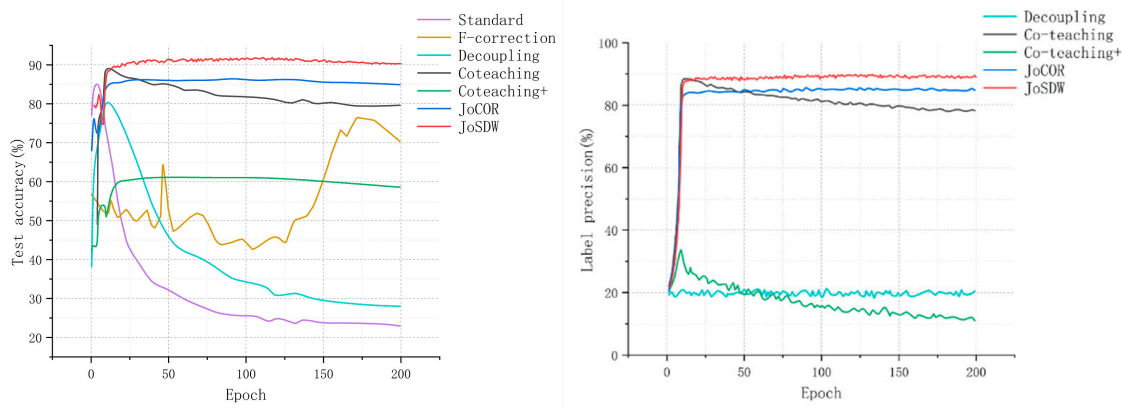 Standard
F-correction
Decoupling
Coteaching
Coteaching+
JoCOR
JoSDW
90
80
70
60
50
40
30
20
Test accuracy(%)
0
50
100
150
200
Epoch
Decoupling
Co-teaching
Co-teaching+
JoCOR
JoSDW
100
80
60
40
20
0
Label precision(%)
0
50
100
150
200
Epoch